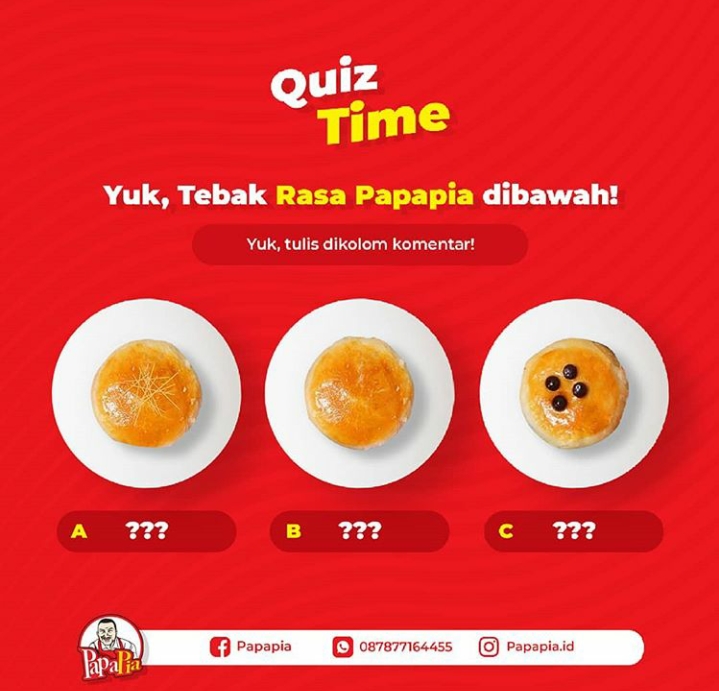 Quiz
Time
Yuk, Tebak Rasa Papapia dibawah!
Yuk, tulis dikolom komentar!
A ???
B ???
C ???
PapaPia
Papapia
087877164455
Papapia.id